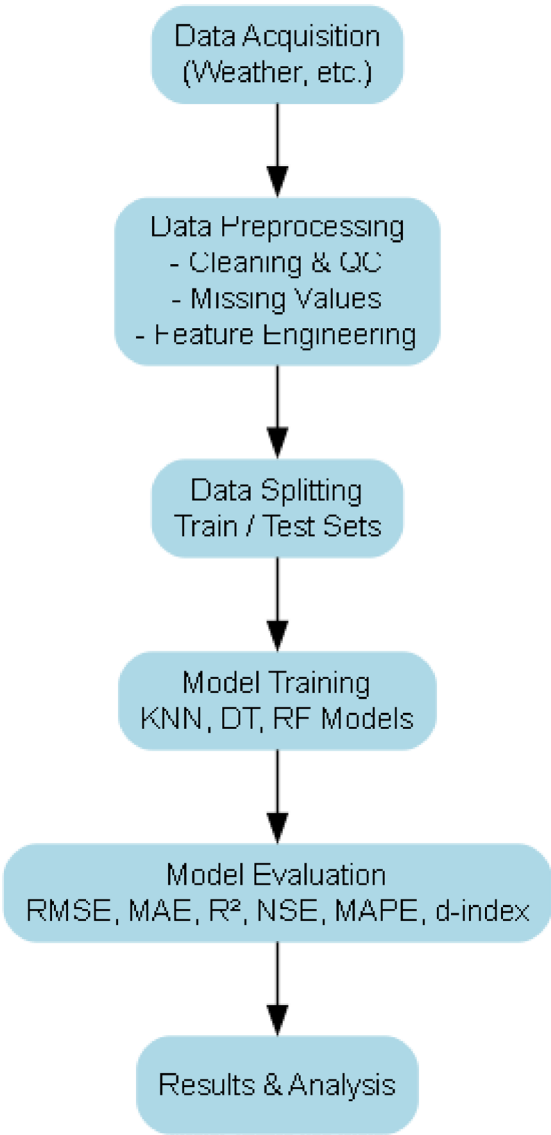 Data Acquisition
(Weather, etc.)
Data Preprocessing
- Cleaning & QC
- Missing Values
- Feature Engineering
Data Splitting
Train / Test Sets
Model Training
KNN, DT, RF Models
Model Evaluation
RMSE, MAE, R², NSE, MAPE, d-index
Results & Analysis